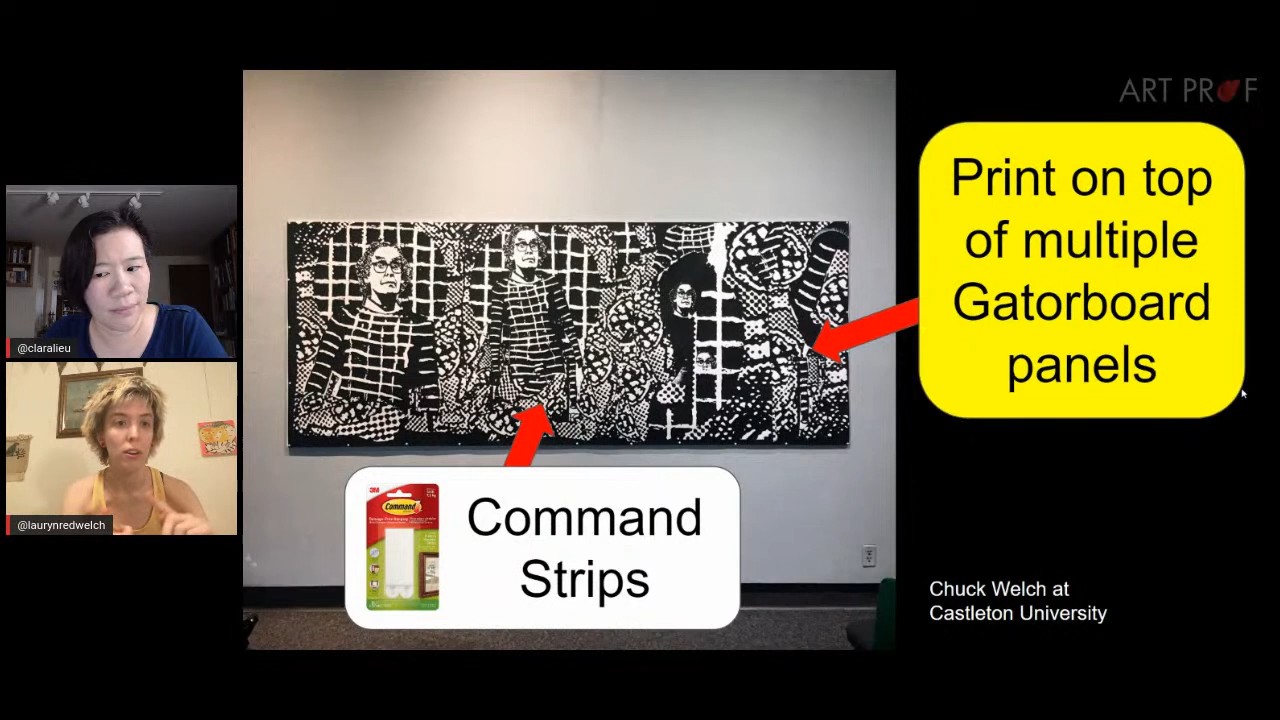 ART PROF
Print on top
of multiple
Gatorboard
panels
@claralieu
@laurynredwelch
3M
Command
Command
Strips
Chuck Welch at
Castleton University